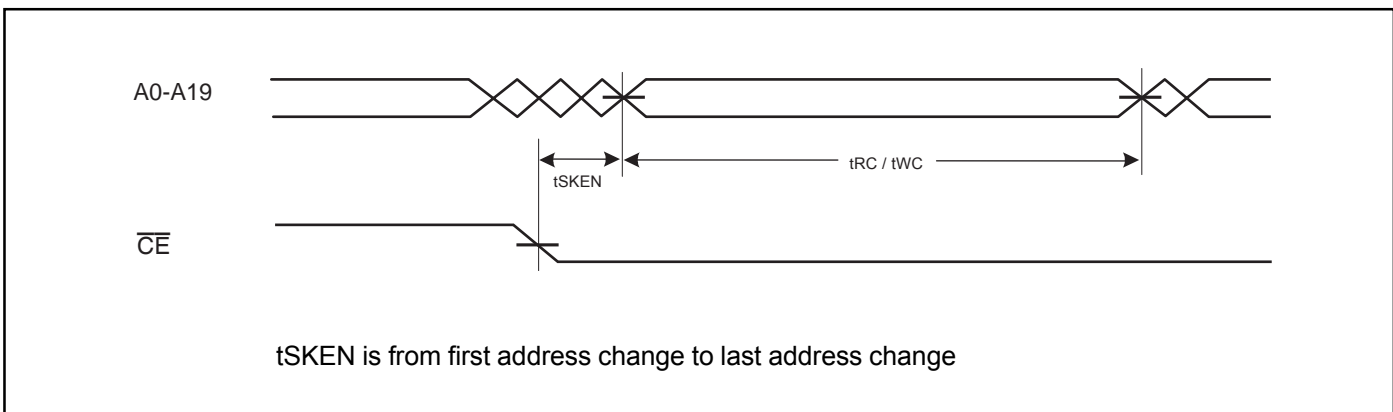 A0-A19
tSKEN
tRC / tWC
CE
tSKEN is from first address change to last address change